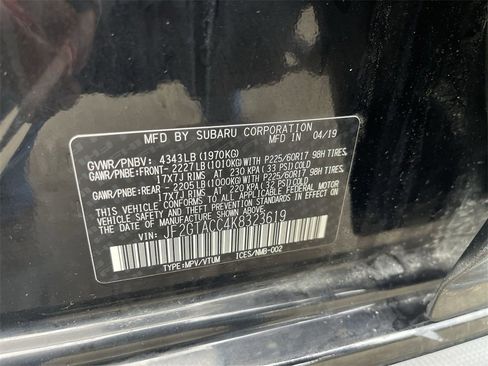 MFD BY SUBARU CORPORATION
MFD IN 04/19
GVWR/PNBV: 4343LB(1970KG)
GAWR/PNBE:FRONT- 2227LB(1010KG)WITH P225/60R17 98H TIRES,
17X7J RIMS AT 230 KPA(33 PSI)COLD
GAWR/PNBE:REAR - 2205LB(1000KG)WITH P225/60R17 98H TIRES,
17X7J RIMS AT 220 KPA(32 PSI)COLD
THIS VEHICLE CONFORMS TO ALL APPLICABLE FEDERAL MOTOR
VEHICLE SAFETY AND THEFT PREVENTION STANDARDS IN EFFECT ON THE DATE OF
MANUFACTURE SHOWN ABOVE.
VIN: JF2GTACC4K8323619
TYPE:MPV/VTUM ICES/NMB-002